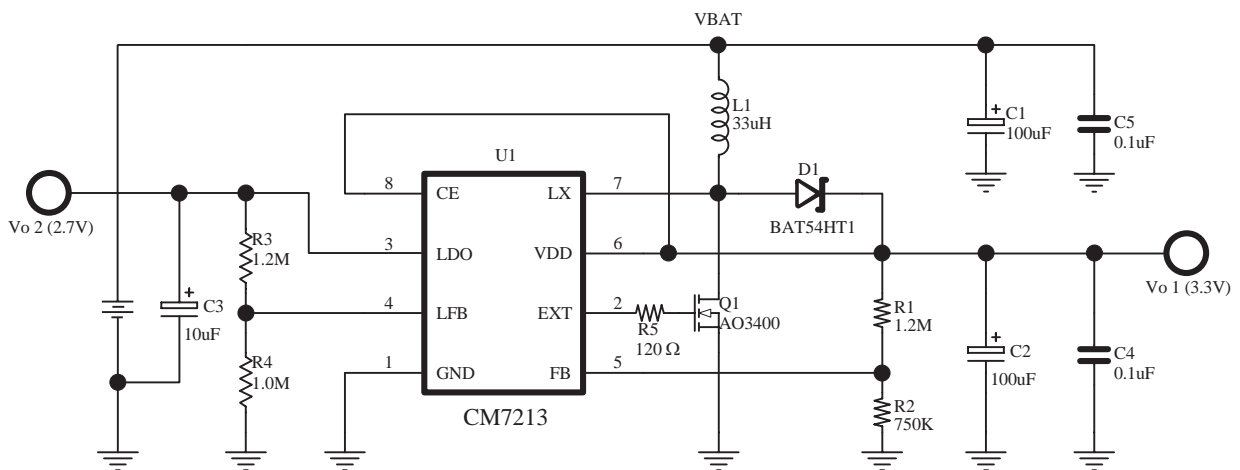 VBAT
L1
33uH
C1
+
100uF
C5
0.1uF
U1
D1
8
CE
LX
7
BAT54HT1
Vo 2 (2.7V)
R3
1.2M
3
LDO
VDD
6
Vo 1 (3.3V)
+
C3
10uF
4
LFB
EXT
2
R5
120 Ω
Q1
AO3400
R1
1.2M
+
C2
100uF
C4
0.1uF
R4
1.0M
1
GND
FB
5
R2
750K
CM7213